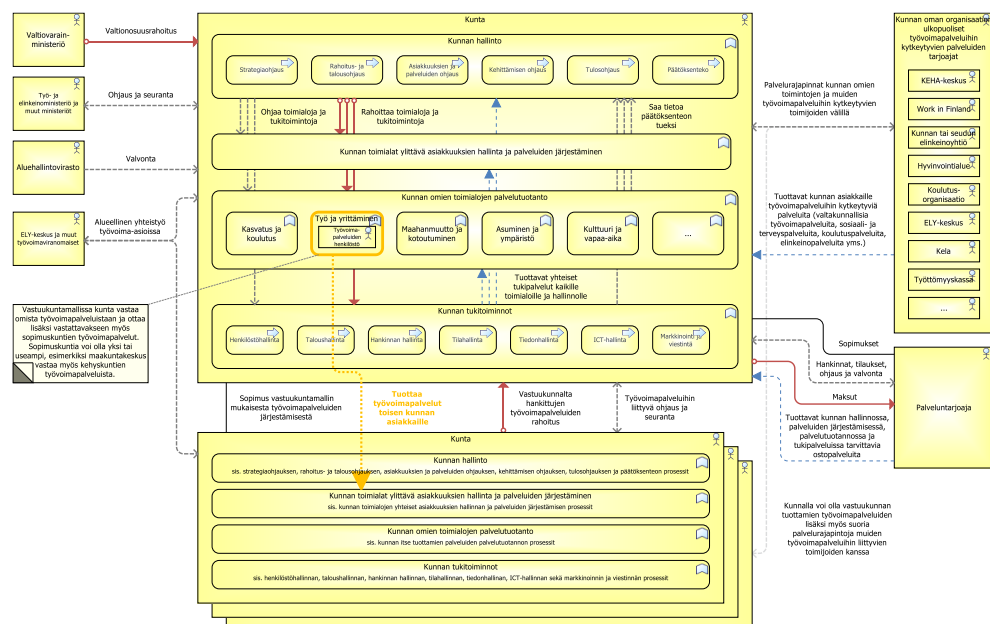 Valtiovarain-
ministeriö
Työ- ja
elinkeinoministeriö ja
muut ministeriöt
Aluehallintovirasto
ELY-keskus ja muut
työvoimaviranomaiset
Valtionosuusrahoitus
Ohjaus ja seuranta
Valvonta
Alueellinen yhteistyö
työvoima-asioissa
Vastuukuntamallissa kunta vastaa
omista työvoimapalveluistaan ja ottaa
lisäksi vastattavakseen myös
sopimuskuntien työvoimapalvelut.
Sopimuskuntia voi olla yksi tai
useampi, esimerkiksi maakuntakeskus
vastaa myös kehyskuntien
työvoimapalveluista.
Kunta
Kunnan hallinto
Strategiaohjaus
Rahoitus- ja
talousohjaus
Asiakkuuksien ja
palveluiden ohjaus
Kehittämisen ohjaus
Tulosohjaus
Päätöksenteko
Ohjaa toimialoja ja
tukitoimintoja
Rahoittaa toimialoja ja
tukitoimintoja
Saa tietoa
päätöksenteon
tueksi
Kunnan toimialat ylittävä asiakkuuksien hallinta ja palveluiden järjestäminen
Kunnan omien toimialojen palvelutuotanto
Kasvatus ja
koulutus
Työ ja yrittäminen
Työvoima-
palveluiden
henkilöstö
Maahanmuutto ja
kotoutuminen
Asuminen ja
ympäristö
Kulttuuri ja
vapaa-aika
...
Tuottavat yhteiset
tukipalvelut kaikille
toimialoille ja hallinnolle
Kunnan tukitoiminnot
Henkilöstöhallinta
Taloushallinta
Hankinnan hallinta
Tilahallinta
Tiedonhallinta
ICT-hallinta
Markkinointi ja
viestintä
Sopimus vastuukuntamallin
mukaisesta työvoimapalveluiden
järjestämisestä
Tuottaa
työvoimapalvelut
toisen kunnan
asiakkaille
Vastuukunnalta
hankittujen
työvoimapalveluiden
rahoitus
Työvoimapalveluihin
liittyvä ohjaus ja
seuranta
Kunta
Kunnan hallinto
sis. strategiaohjauksen, rahoitus- ja talousohjauksen, asiakkuuksien ja palveluiden ohjauksen, kehittämisen ohjauksen, tulosohjauksen ja päätöksenteon prosessit
Kunnan toimialat ylittävä asiakkuuksien hallinta ja palveluiden järjestäminen
sis. kunnan toimialojen yhteiset asiakkuuksien hallinnan ja palveluiden järjestämisen prosessit
Kunnan omien toimialojen palvelutuotanto
sis. kunnan itse tuottamien palveluiden palvelutuotannon prosessit
Kunnan tukitoiminnot
sis. henkilöstöhallinnan, taloushallinnan, hankinnan hallinnan, tilahallinnan, tiedonhallinnan, ICT-hallinnan sekä markkinoinnin ja viestinnän prosessit
Palvelurajapinnat kunnan omien
toimintojen ja muiden
työvoimapalveluihin kytkeytyvien
toimijoiden välillä
Tuottavat kunnan asiakkaille
työvoimapalveluihin kytkeytyviä
palveluita (valtakunnallisia
työvoimapalveluita, sosiaali- ja
terveyspalveluita, koulutuspalveluita,
elinkeinopalveluita yms.)
Kunnan oman organisaation
ulkopuoliset
työvoimapalveluihin
kytkeytyvien palveluiden
tarjoajat
KEHA-keskus
Work in Finland
Kunnan tai seudun
elinkeinoyhtiö
Hyvinvointialue
Koulutus-
organisaatio
ELY-keskus
Kela
Työttömyyskassa
...
Sopimukset
Hankinnat, tilaukset,
ohjaus ja valvonta
Maksut
Tuottavat kunnan hallinnossa,
palveluiden järjestämisessä,
palvelutuotannossa ja
tukipalveluissa tarvittavia
ostopalveluita
Palveluntarjoaja
Kunnalla voi olla vastuukunnan
tuottamien työvoimapalveluiden
lisäksi myös suoria
palvelurajapintoja muiden
työvoimapalveluihin liittyvien
toimijoiden kanssa